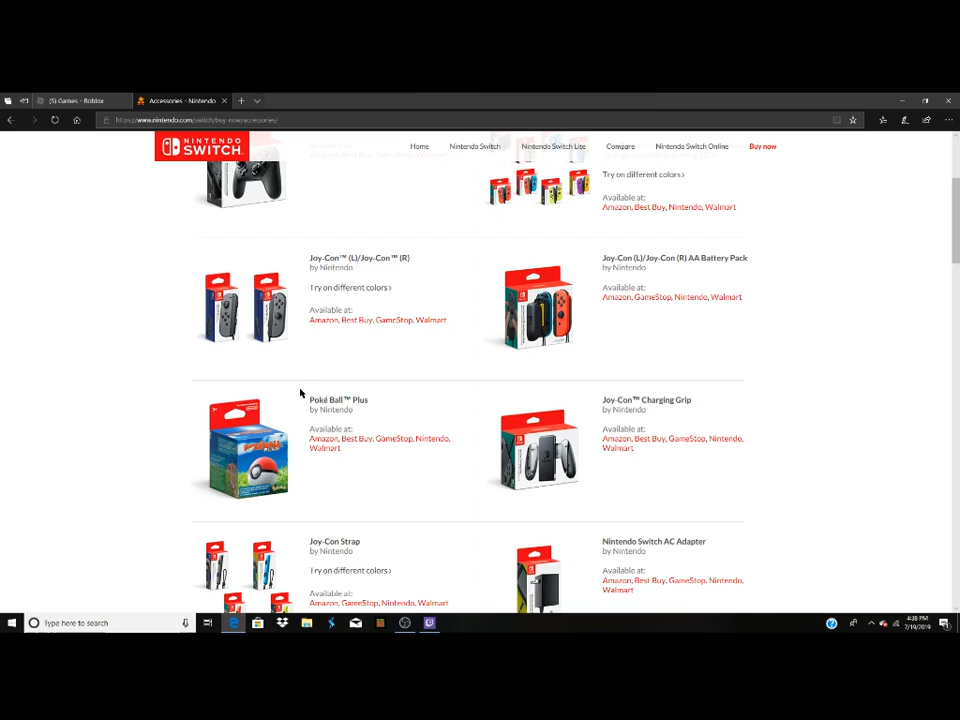 (5) Games - Roblox
Accessories - Nintendo
https://www.nintendo.com/switch/buy-now/accessories/
NINTENDO
SWITCH
Home
Nintendo Switch
Nintendo Switch Lite
Compare
Nintendo Switch Online
Buy now
Try on different colors›
Available at:
Amazon, Best Buy, Nintendo, Walmart
Joy-Con™ (L)/Joy-Con™ (R)
by Nintendo
Try on different colors›
Available at:
Amazon, Best Buy, GameStop, Walmart
Joy-Con (L)/Joy-Con (R) AA Battery Pack
by Nintendo
Available at:
Amazon, GameStop, Nintendo, Walmart
Poké Ball™ Plus
by Nintendo
Available at:
Amazon, Best Buy, GameStop, Nintendo,
Walmart
Joy-Con™ Charging Grip
by Nintendo
Available at:
Amazon, Best Buy, GameStop, Nintendo,
Walmart
Joy-Con Strap
by Nintendo
Try on different colors›
Available at:
Amazon, GameStop, Nintendo, Walmart
Nintendo Switch AC Adapter
by Nintendo
Available at:
Amazon, Best Buy, GameStop, Nintendo,
Walmart
Type here to search
4:38 PM
7/19/2019